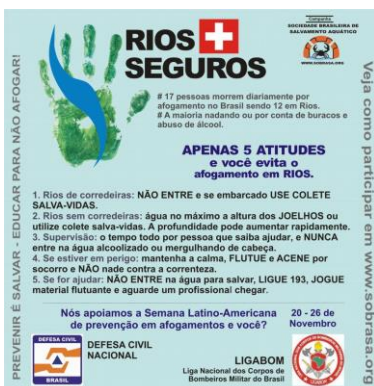 Campanha
SOCIEDADE BRASILEIRA DE
SALVAMENTO AQUÁTICO
WWW.SOBRASA.ORG
RIOS
SEGUROS
# 17 pessoas morrem diariamente por
afogamento no Brasil sendo 12 em Rios.
# A maioria nadando ou por conta de buracos e
abuso de álcool.
APENAS 5 ATITUDES
e você evita o
afogamento em RIOS.
1. Rios de corredeiras: NÃO ENTRE e se embarcado USE COLETE
SALVA-VIDAS.
2. Rios sem corredeiras: água no máximo a altura dos JOELHOS ou
utilize colete salva-vidas. A profundidade pode aumentar rapidamente.
3. Supervisão: o tempo todo por pessoa que saiba ajudar, e NUNCA
entre na água alcoolizado ou mergulhando de cabeça.
4. Se estiver em perigo: mantenha a calma, FLUTUE e ACENE por
socorro e NÃO nade contra a correnteza.
5. Se for ajudar: NÃO ENTRE na água para salvar, LIGUE 193, JOGUE
material flutuante e aguarde um profissional chegar.
Nós apoiamos a Semana Latino-Americana
de prevenção em afogamentos e você?
20 - 26 de
Novembro
DEFESA CIVIL
BRASIL
DEFESA CIVIL
NACIONAL
LIGABOM
Liga Nacional dos Corpos de
Bombeiros Militar do Brasil
PREVENIR É SALVAR - EDUCAR PARA NÃO AFOGAR!
Veja como participar em www.sobrasa.org